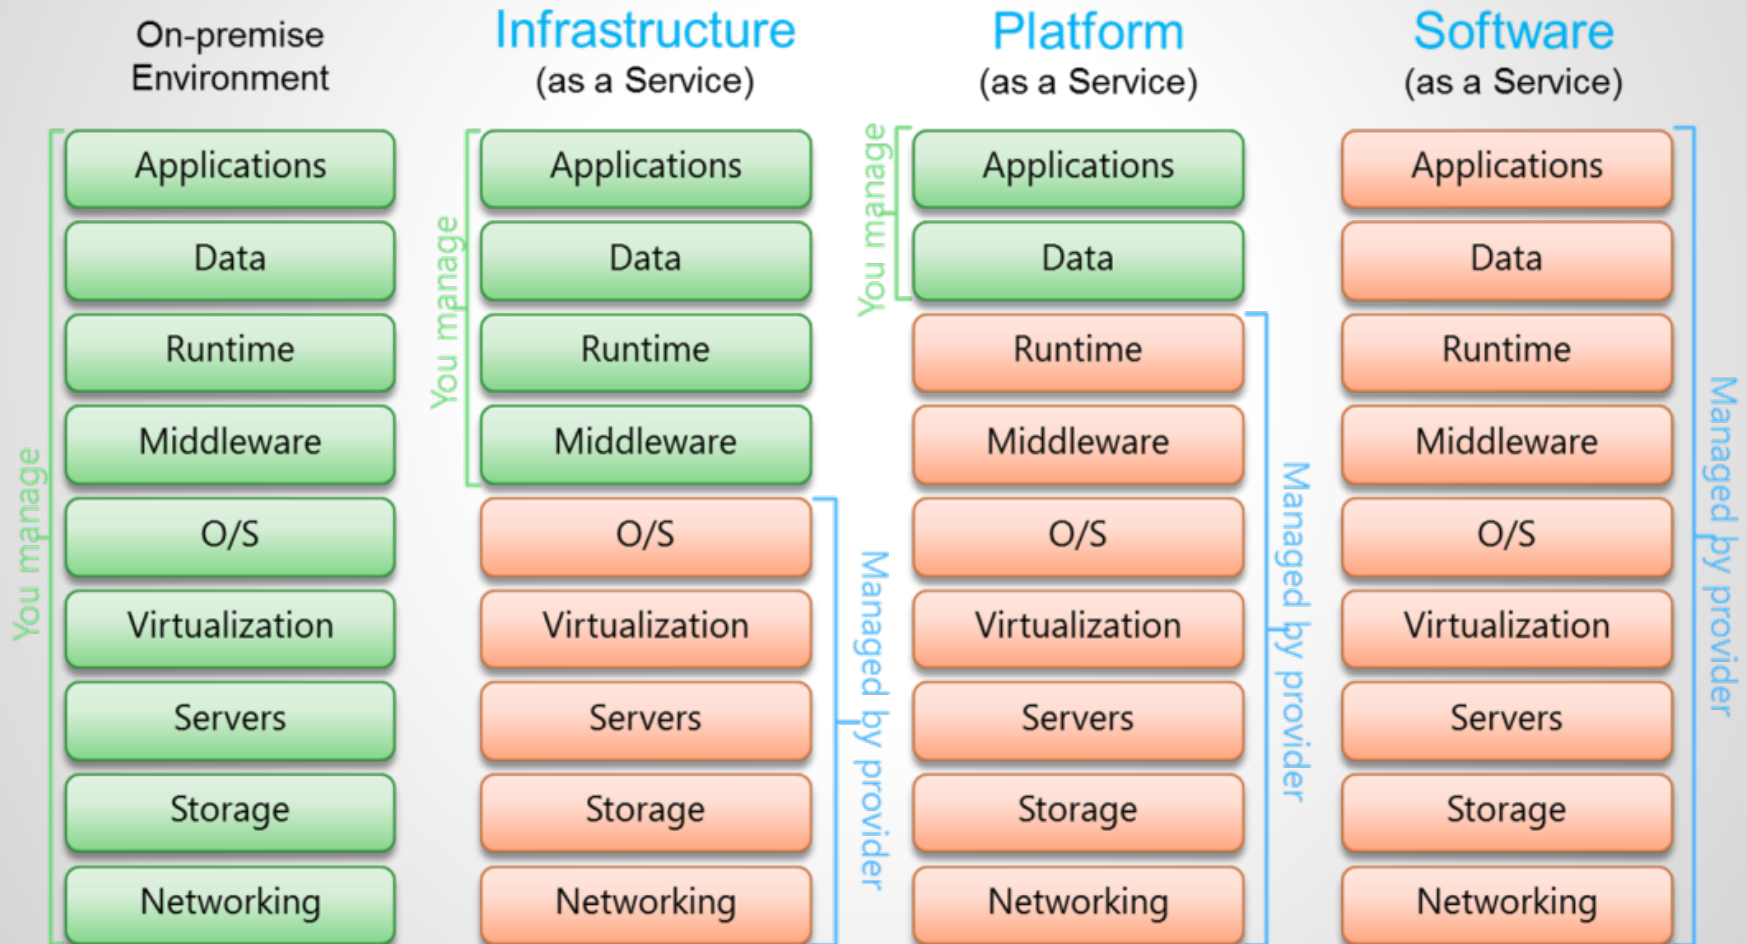 On-premise
Environment
You manage
Applications
Data
Runtime
Middleware
O/S
Virtualization
Servers
Storage
Networking
Infrastructure
(as a Service)
You manage
Applications
Data
Runtime
Middleware
O/S
Virtualization
Servers
Storage
Networking
Managed by provider
Platform
(as a Service)
You manage
Applications
Data
Runtime
Middleware
O/S
Virtualization
Servers
Storage
Networking
Managed by provider
Software
(as a Service)
Applications
Data
Runtime
Middleware
O/S
Virtualization
Servers
Storage
Networking
Managed by provider